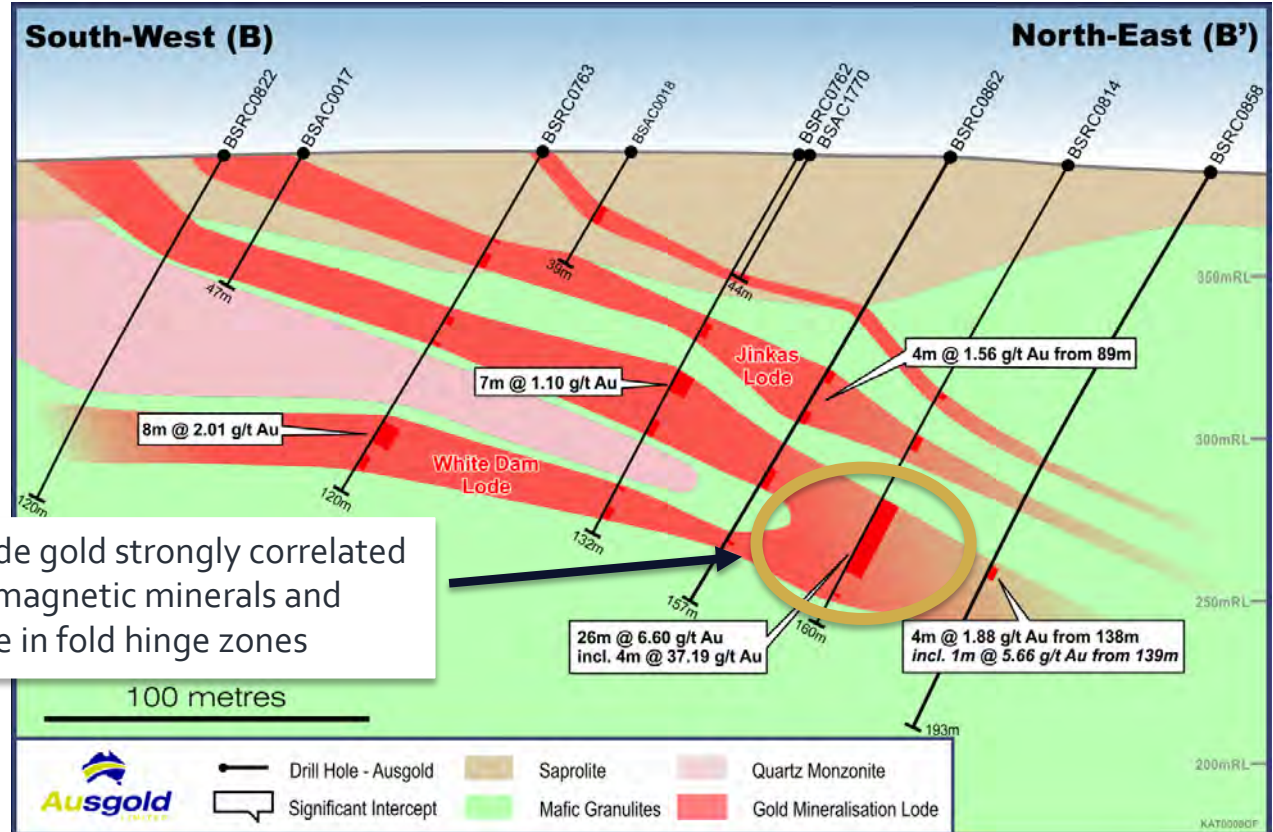 South-West (B)
North-East (B')
BSRC0822
BSAC0017
BSRC0763
BSAC0018
BSRC0762
BSAC1770
BSRC0862
BSRC0814
BSRC0858
39m
44m
47m
350mRL
Jinkas
Lode
4m @ 1.56 g/t Au from 89m
7m @ 1.10 g/t Au
8m @ 2.01 g/t Au
300mRL
White Dam
Lode
120m
120m
132m
de gold strongly correlated
magnetic minerals and
e in fold hinge zones
157m
160m
250mRL
26m @ 6.60 g/t Au
incl. 4m @ 37.19 g/t Au
4m @ 1.88 g/t Au from 138m
incl. 1m @ 5.66 g/t Au from 139m
100 metres
193m
200mRL
Ausgold
LIMITED
Drill Hole - Ausgold
Saprolite
Quartz Monzonite
Significant Intercept
Mafic Granulites
Gold Mineralisation Lode